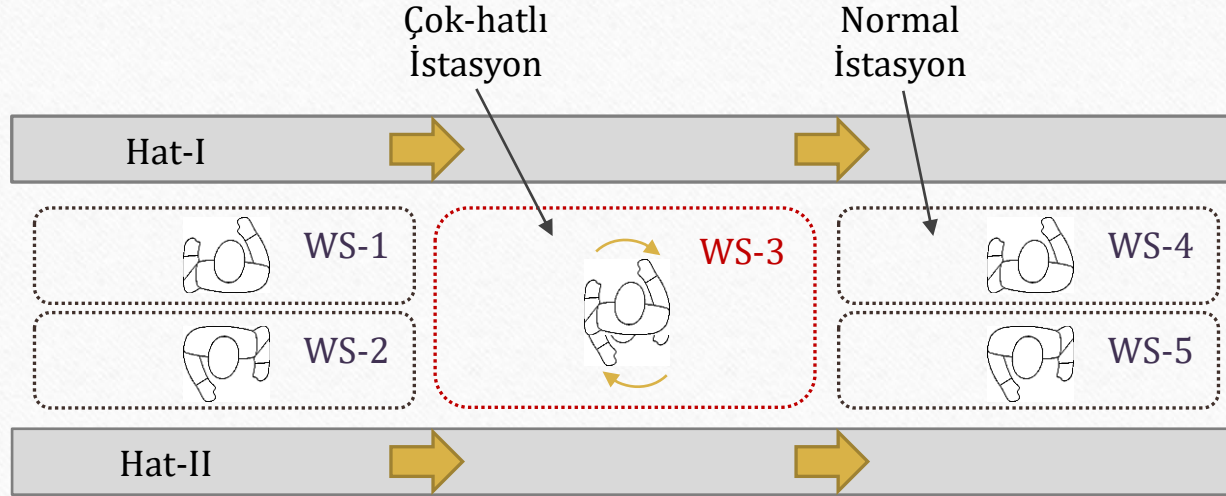 Çok-hatlı
İstasyon
Normal
İstasyon
Hat-I
WS-1
WS-3
WS-4
WS-2
WS-5
Hat-II